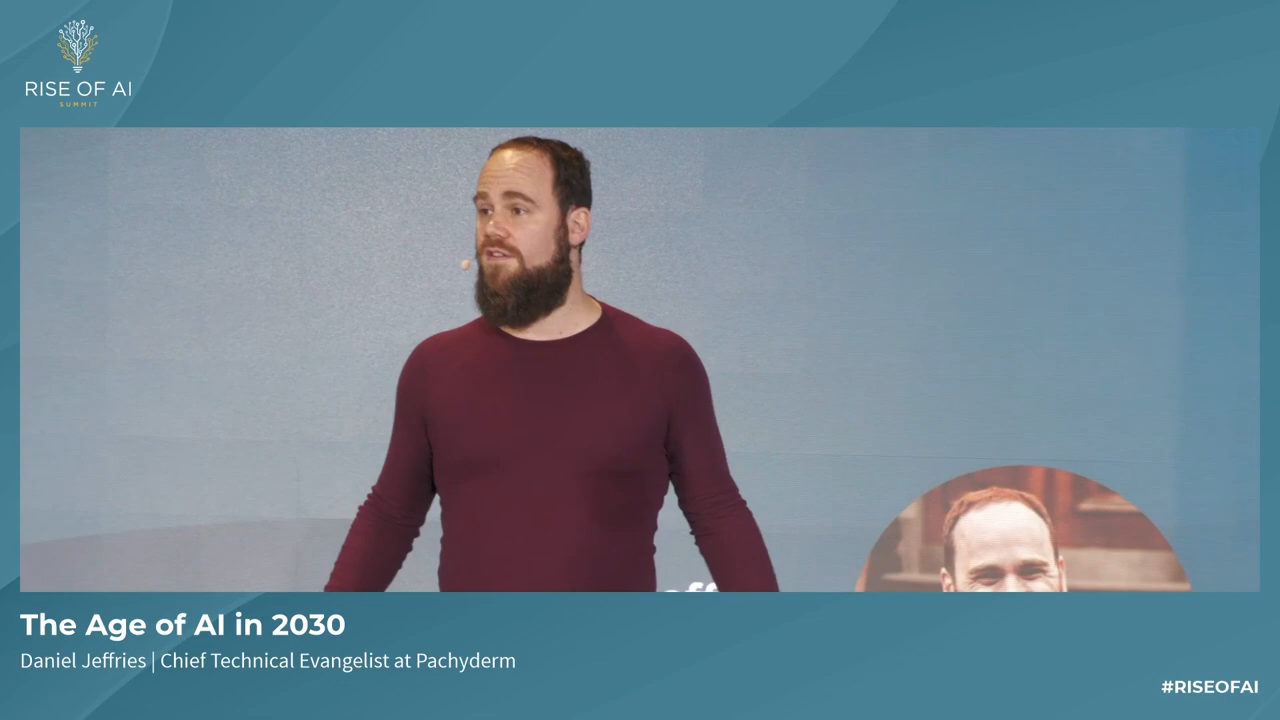 RISE OF AI
SUMMIT
The Age of AI in 2030
Daniel Jeffries | Chief Technical Evangelist at Pachyderm
#RISEOFAI